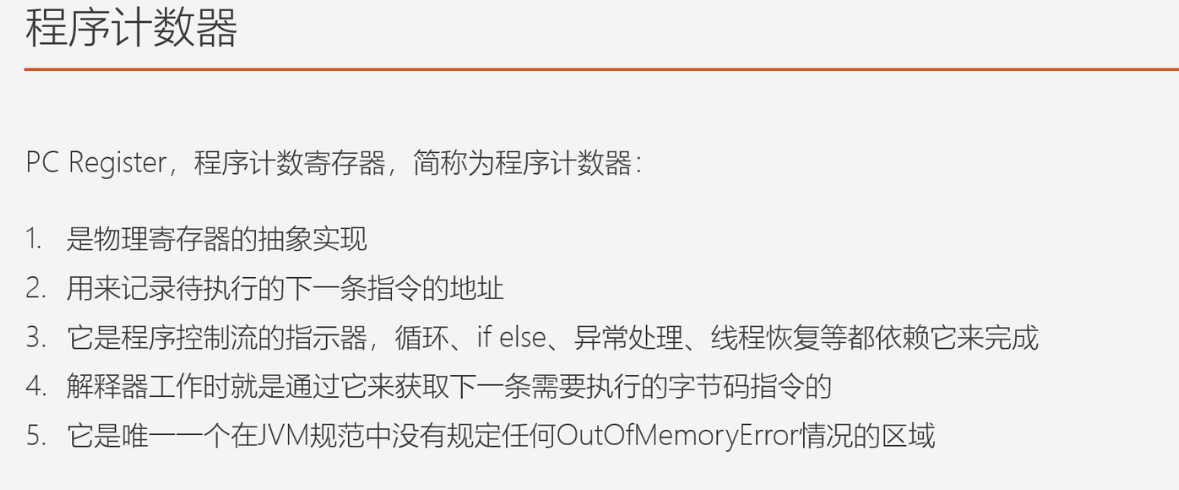 程序计数器
PC Register，程序计数寄存器，简称为程序计数器：
1. 是物理寄存器的抽象实现
2. 用来记录待执行的下一条指令的地址
3. 它是程序控制流的指示器，循环、if else、异常处理、线程恢复等都依赖它来完成
4. 解释器工作时就是通过它来获取下一条需要执行的字节码指令的
5. 它是唯一一个在JVM规范中没有规定任何OutOfMemoryError情况的区域